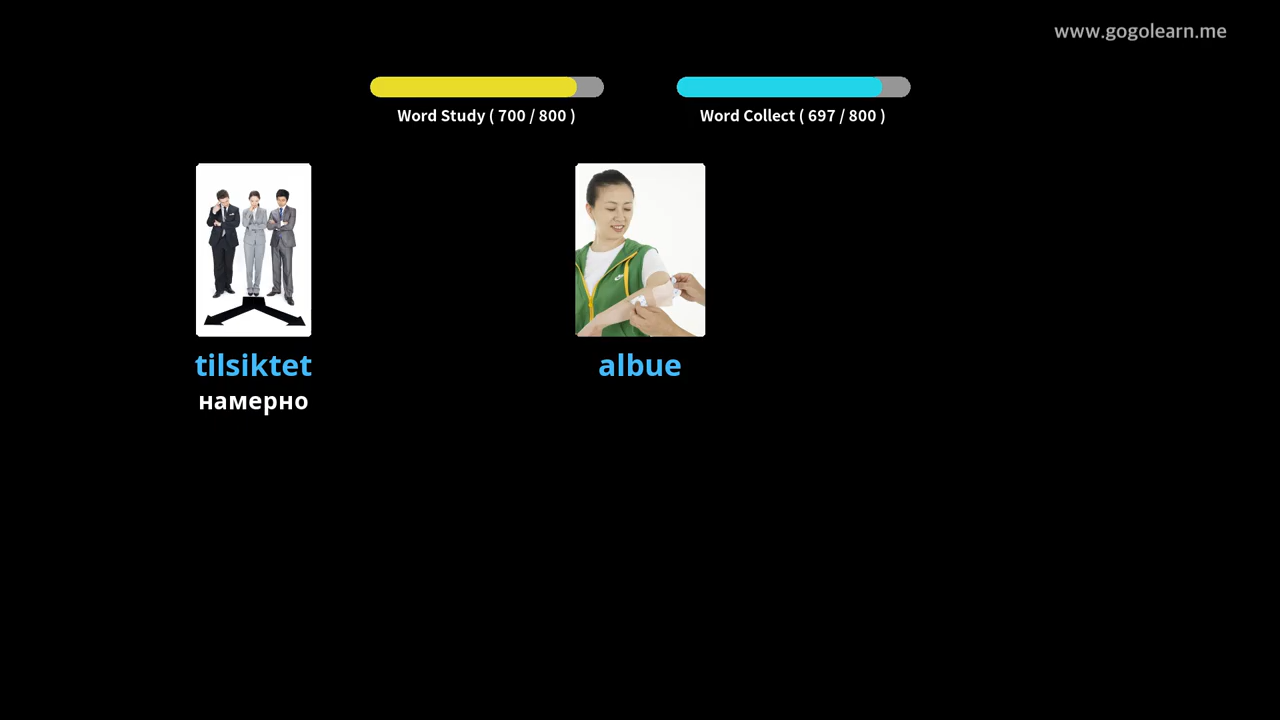 www.gogolearn.me
Word Study ( 700 / 800 )
Word Collect ( 697 / 800 )
tilsiktet
albue
намерно